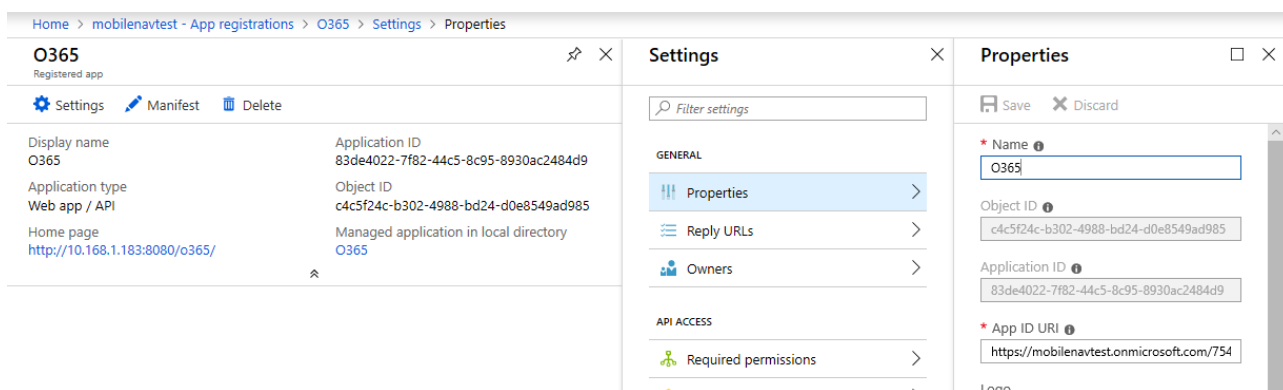 Home > mobilenavtest - App registrations > O365 > Settings > Properties
O365
Registered app
Settings Manifest Delete
Display name
O365
Application ID
83de4022-7f82-44c5-8c95-8930ac2484d9
Application type
Web app / API
Object ID
c4c5f24c-b302-4988-bd24-d0e8549ad985
Home page
http://10.168.1.183:8080/o365/
Managed application in local directory
O365
Settings
Filter settings
GENERAL
Properties
Reply URLs
Owners
API ACCESS
Required permissions
Properties
Save Discard
* Name
O365
Object ID
c4c5f24c-b302-4988-bd24-d0e8549ad985
Application ID
83de4022-7f82-44c5-8c95-8930ac2484d9
* App ID URI
https://mobilenavtest.onmicrosoft.com/754
Logo